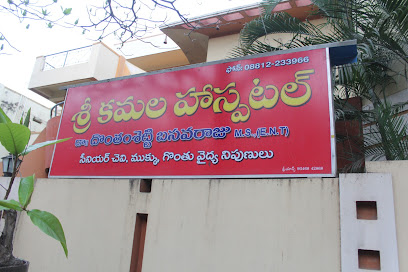 ఫోన్: 08812-233966
శ్రీ కమల హాస్పటల్
డా॥ దొంతంశెట్టి బసవరాజు M.S.,(E.N.T)
సీనియర్ చెవి, ముక్కు, గొంతు వైద్య నిపుణులు